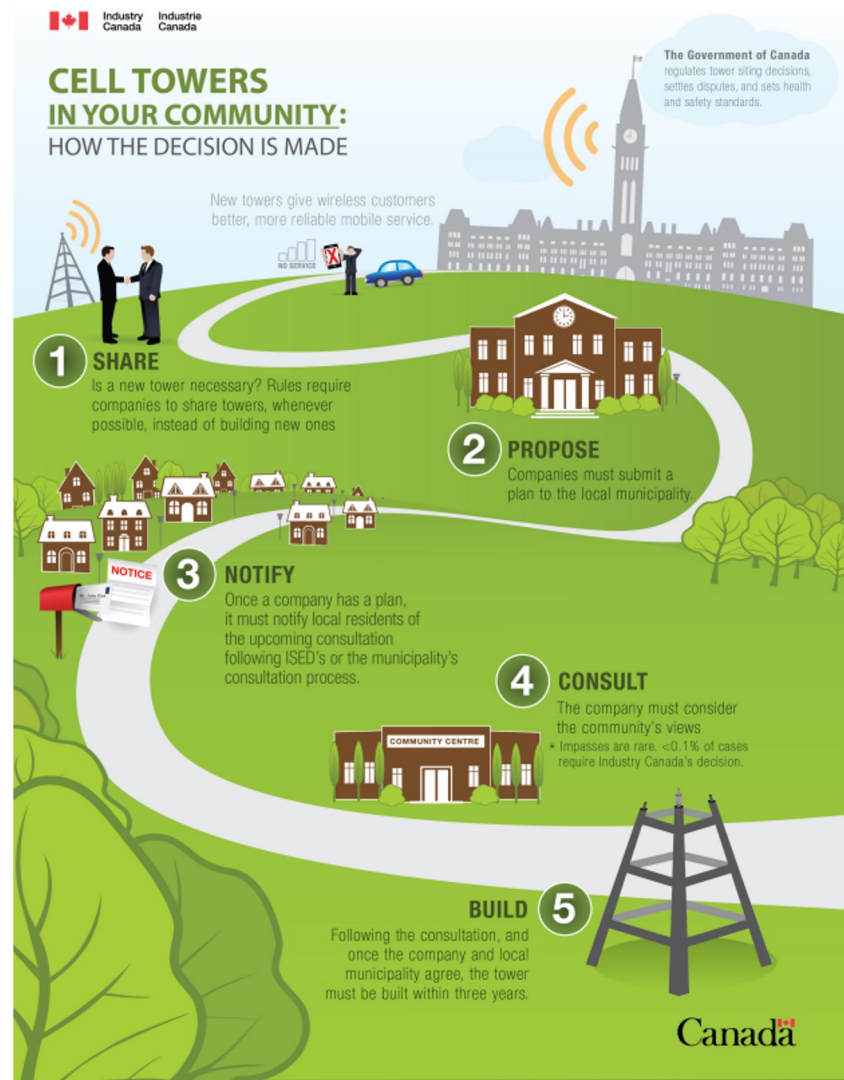 Industry Industrie
Canada Canada
CELL TOWERS
IN YOUR COMMUNITY:
HOW THE DECISION IS MADE
The Government of Canada
regulates tower siting decisions,
settles disputes, and sets health
and safety standards.
New towers give wireless customers
better, more reliable mobile service.
NO SERVICE
X
1 SHARE
Is a new tower necessary? Rules require
companies to share towers, whenever
possible, instead of building new ones
2 PROPOSE
Companies must submit a
plan to the local municipality.
NOTICE
3 NOTIFY
Once a company has a plan,
it must notify local residents of
the upcoming consultation
following ISED's or the municipality's
consultation process.
4 CONSULT
The company must consider
the community's views
* Impasses are rare. <0.1% of cases
require Industry Canada's decision.
COMMUNITY CENTRE
BUILD 5
Following the consultation, and
once the company and local
municipality agree, the tower
must be built within three years.
Canada